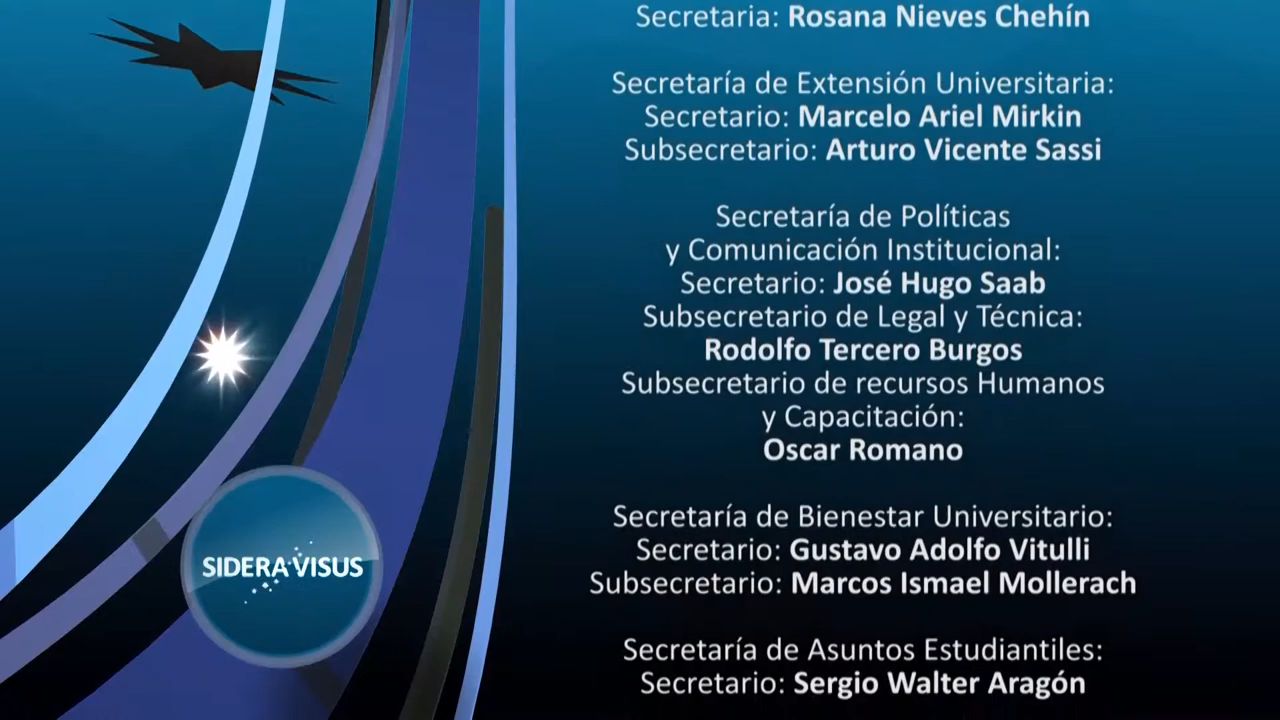 Secretaria: Rosana Nieves Chehín
Secretaría de Extensión Universitaria:
Secretario: Marcelo Ariel Mirkin
Subsecretario: Arturo Vicente Sassi
Secretaría de Políticas
y Comunicación Institucional:
Secretario: José Hugo Saab
Subsecretario de Legal y Técnica:
Rodolfo Tercero Burgos
Subsecretario de recursos Humanos
y Capacitación:
Oscar Romano
Secretaría de Bienestar Universitario:
Secretario: Gustavo Adolfo Vitulli
Subsecretario: Marcos Ismael Mollerach
Secretaría de Asuntos Estudiantiles:
Secretario: Sergio Walter Aragón
SIDERA VISUS